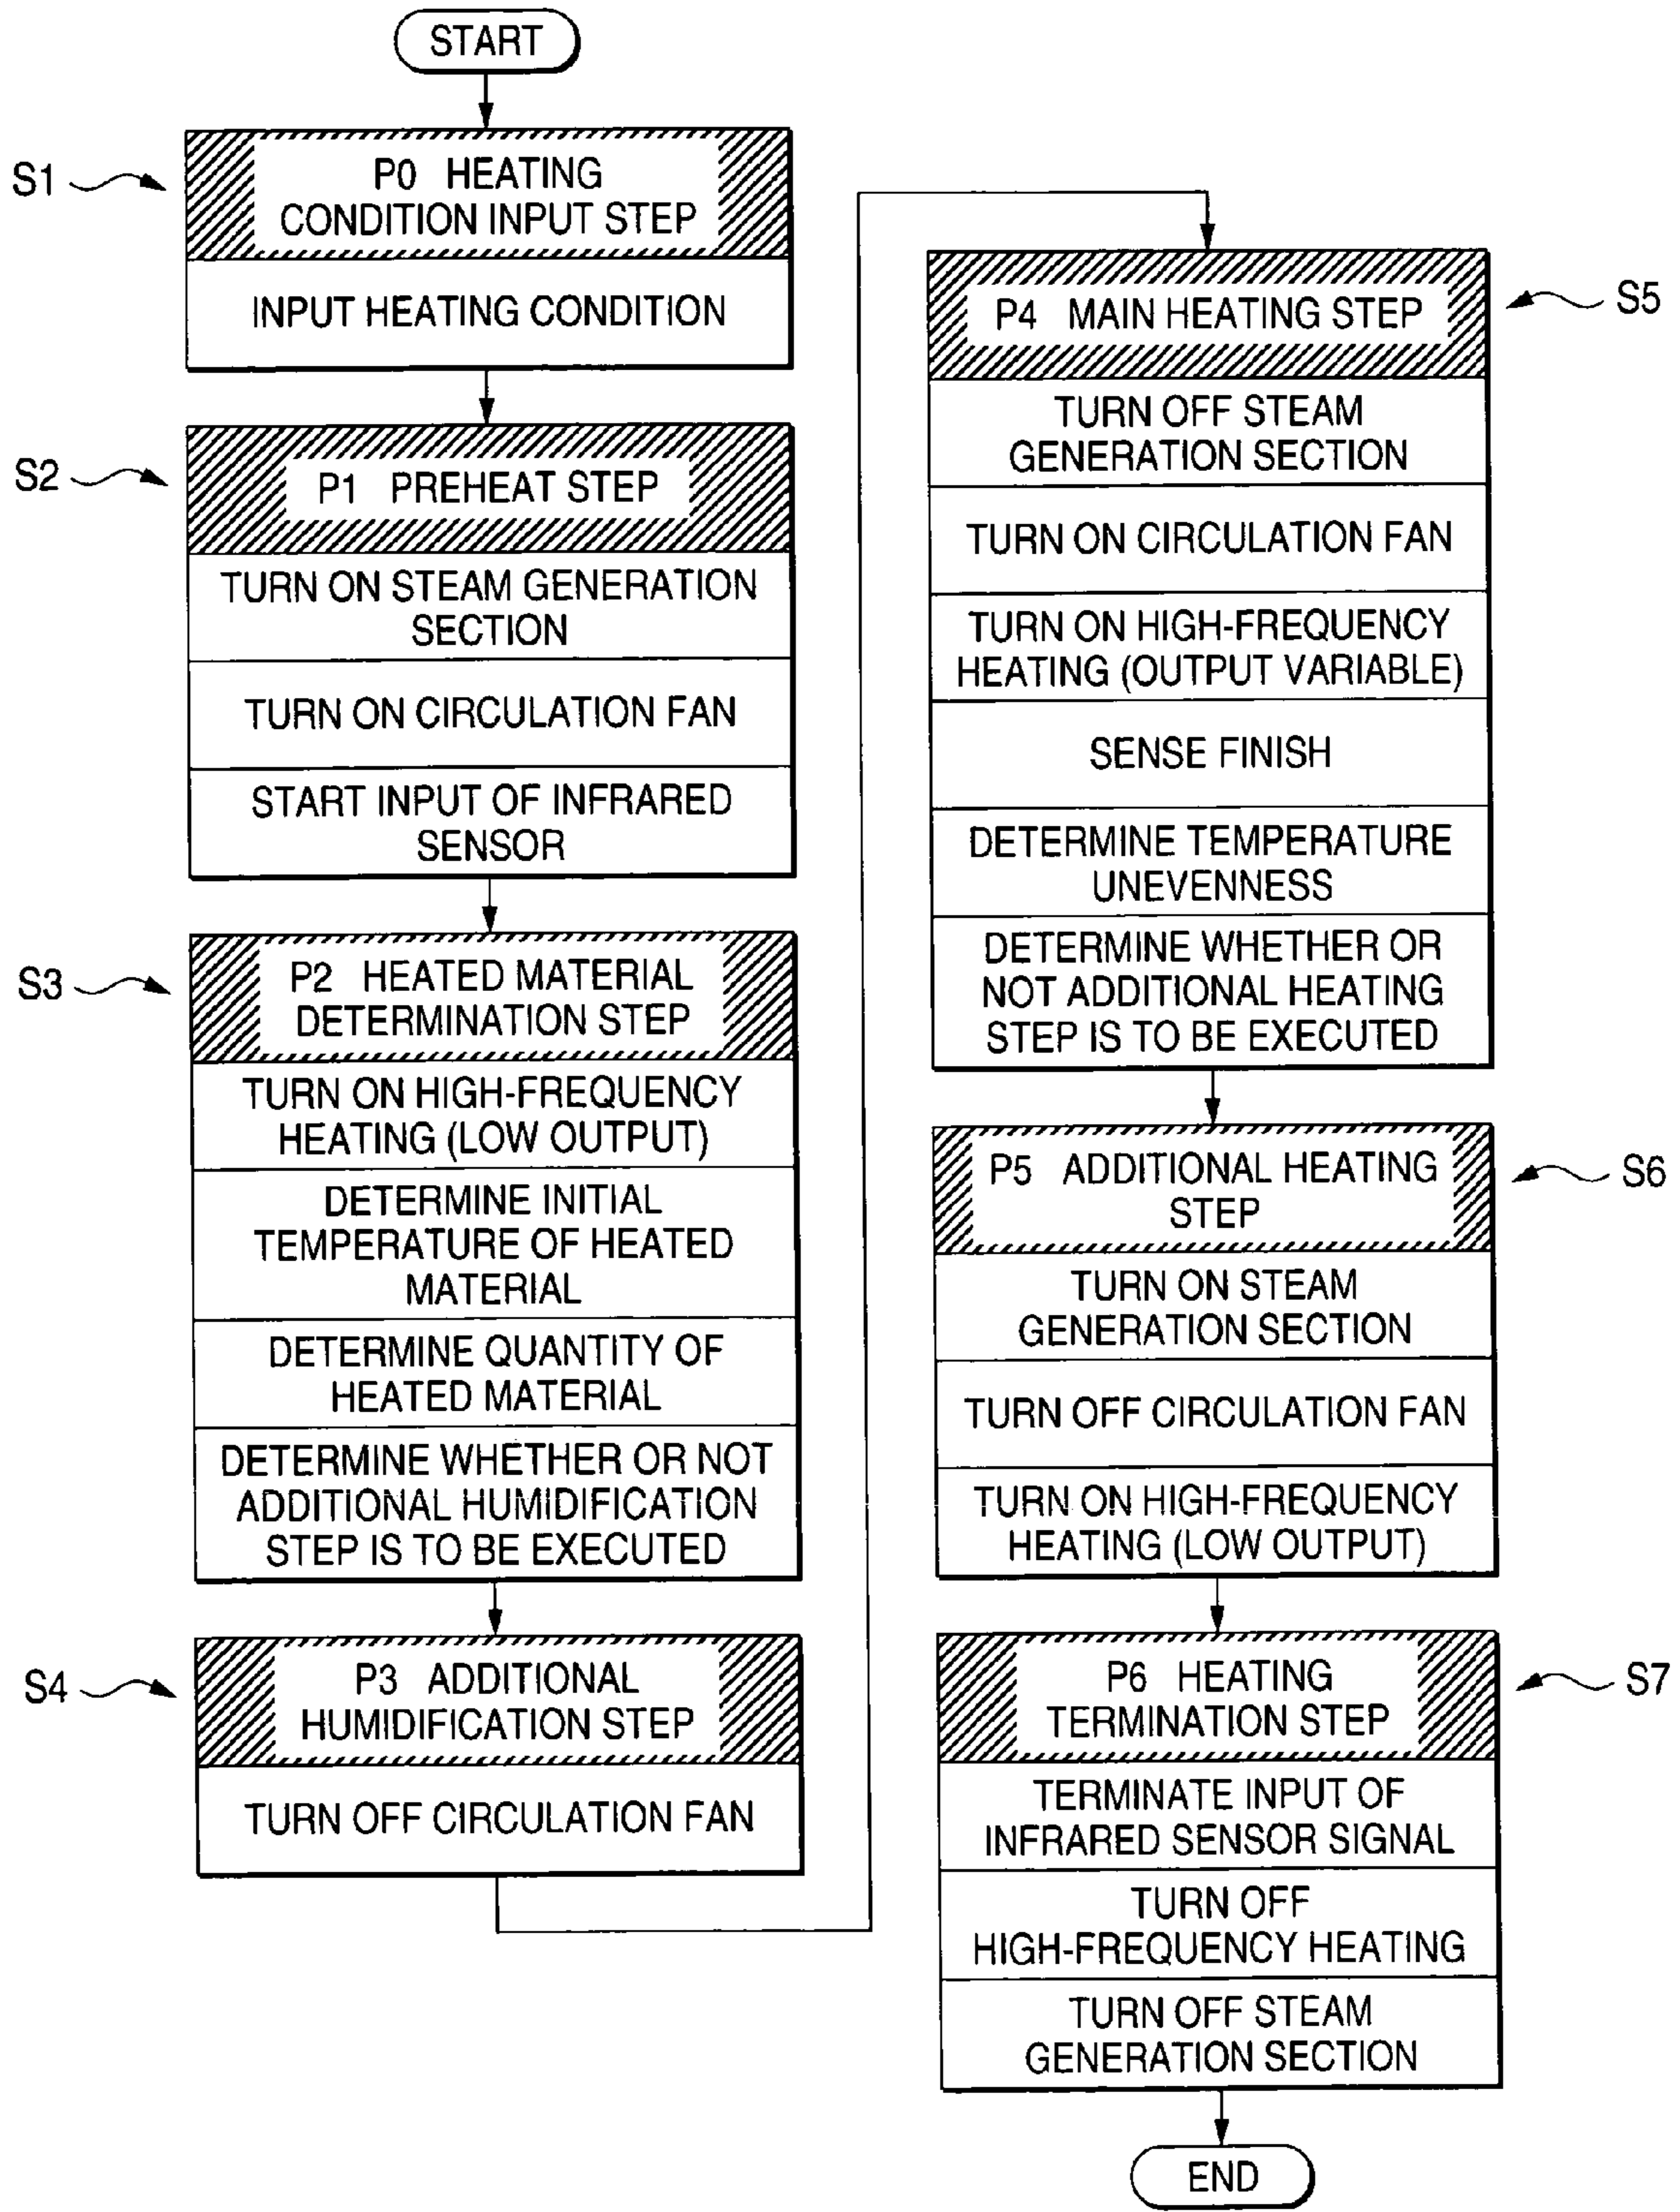 START
S1
P0 HEATING
CONDITION INPUT STEP
INPUT HEATING CONDITION
S2
P1 PREHEAT STEP
TURN ON STEAM GENERATION
SECTION
TURN ON CIRCULATION FAN
START INPUT OF INFRARED
SENSOR
S3
P2 HEATED MATERIAL
DETERMINATION STEP
TURN ON HIGH-FREQUENCY
HEATING (LOW OUTPUT)
DETERMINE INITIAL
TEMPERATURE OF HEATED
MATERIAL
DETERMINE QUANTITY OF
HEATED MATERIAL
DETERMINE WHETHER OR NOT
ADDITIONAL HUMIDIFICATION
STEP IS TO BE EXECUTED
S4
P3 ADDITIONAL
HUMIDIFICATION STEP
TURN OFF CIRCULATION FAN
P4 MAIN HEATING STEP
S5
TURN OFF STEAM
GENERATION SECTION
TURN ON CIRCULATION FAN
TURN ON HIGH-FREQUENCY
HEATING (OUTPUT VARIABLE)
SENSE FINISH
DETERMINE TEMPERATURE
UNEVENNESS
DETERMINE WHETHER OR
NOT ADDITIONAL HEATING
STEP IS TO BE EXECUTED
P5 ADDITIONAL HEATING
STEP
S6
TURN ON STEAM
GENERATION SECTION
TURN OFF CIRCULATION FAN
TURN ON HIGH-FREQUENCY
HEATING (LOW OUTPUT)
P6 HEATING
TERMINATION STEP
S7
TERMINATE INPUT OF
INFRARED SENSOR SIGNAL
TURN OFF
HIGH-FREQUENCY HEATING
TURN OFF STEAM
GENERATION SECTION
END